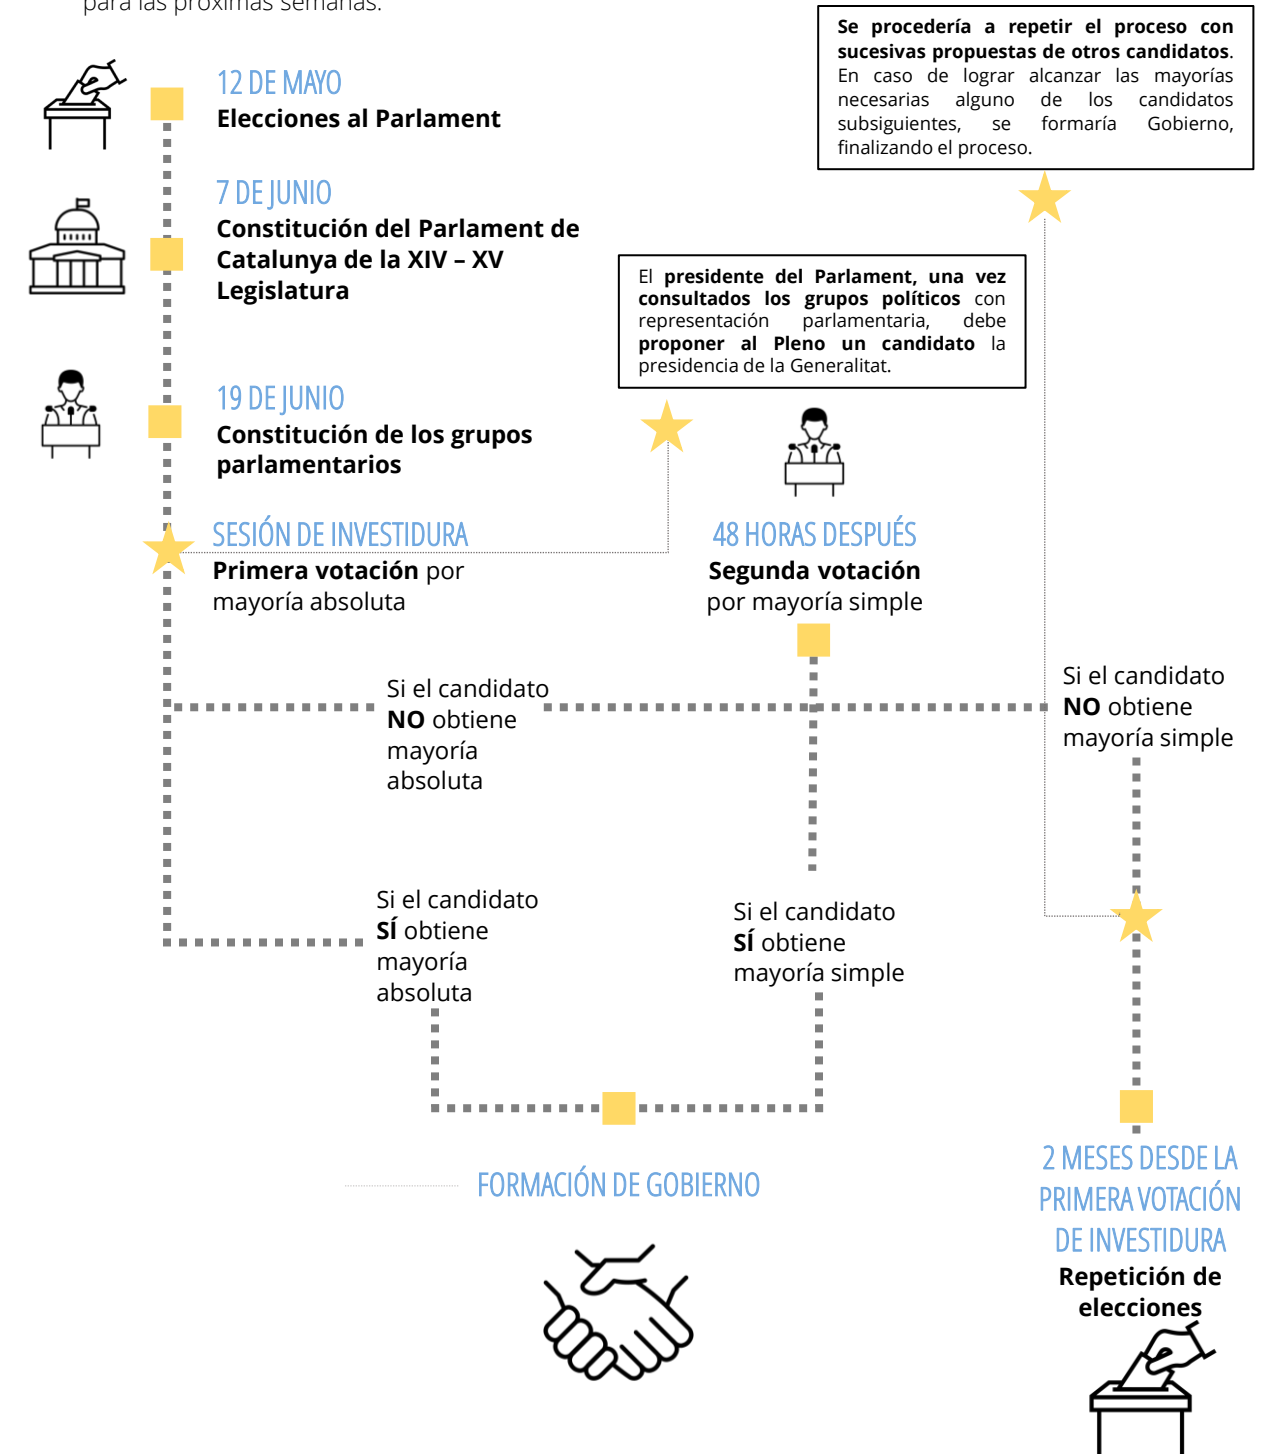 para las próximas semanas.
Se procedería a repetir el proceso con
sucesivas propuestas de otros candidatos.
En caso de lograr alcanzar las mayorías
necesarias alguno de los candidatos
subsiguientes, se formaría Gobierno,
finalizando el proceso.
12 DE MAYO
Elecciones al Parlament
7 DE JUNIO
Constitución del Parlament de
Catalunya de la XIV – XV
Legislatura
El presidente del Parlament, una vez
consultados los grupos políticos con
representación parlamentaria, debe
proponer al Pleno un candidato la
presidencia de la Generalitat.
19 DE JUNIO
Constitución de los grupos
parlamentarios
SESIÓN DE INVESTIDURA
Primera votación por
mayoría absoluta
48 HORAS DESPUÉS
Segunda votación
por mayoría simple
Si el candidato
NO obtiene
mayoría
absoluta
Si el candidato
NO obtiene
mayoría simple
Si el candidato
SÍ obtiene
mayoría
absoluta
Si el candidato
SÍ obtiene
mayoría simple
FORMACIÓN DE GOBIERNO
2 MESES DESDE LA
PRIMERA VOTACIÓN
DE INVESTIDURA
Repetición de
elecciones